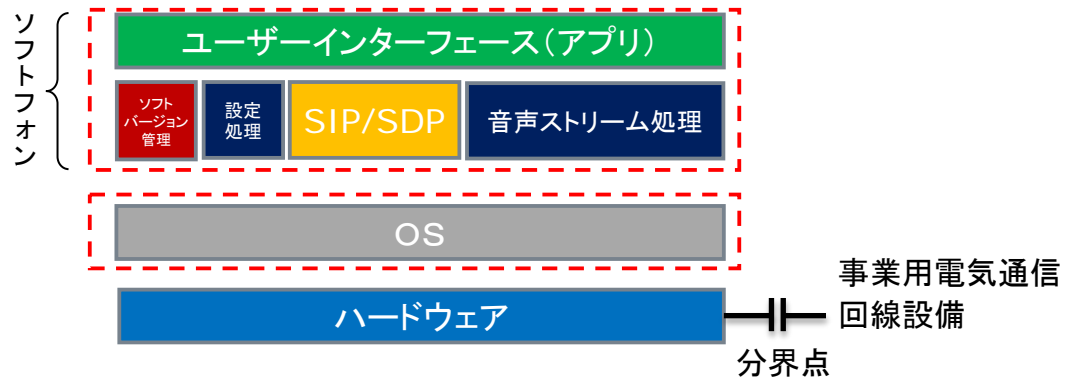 ソフトフォン
ユーザーインターフェース(アプリ)
ソフト
バージョン
管理
設定
処理
SIP/SDP
音声ストリーム処理
OS
ハードウェア
事業用電気通信
回線設備
分界点